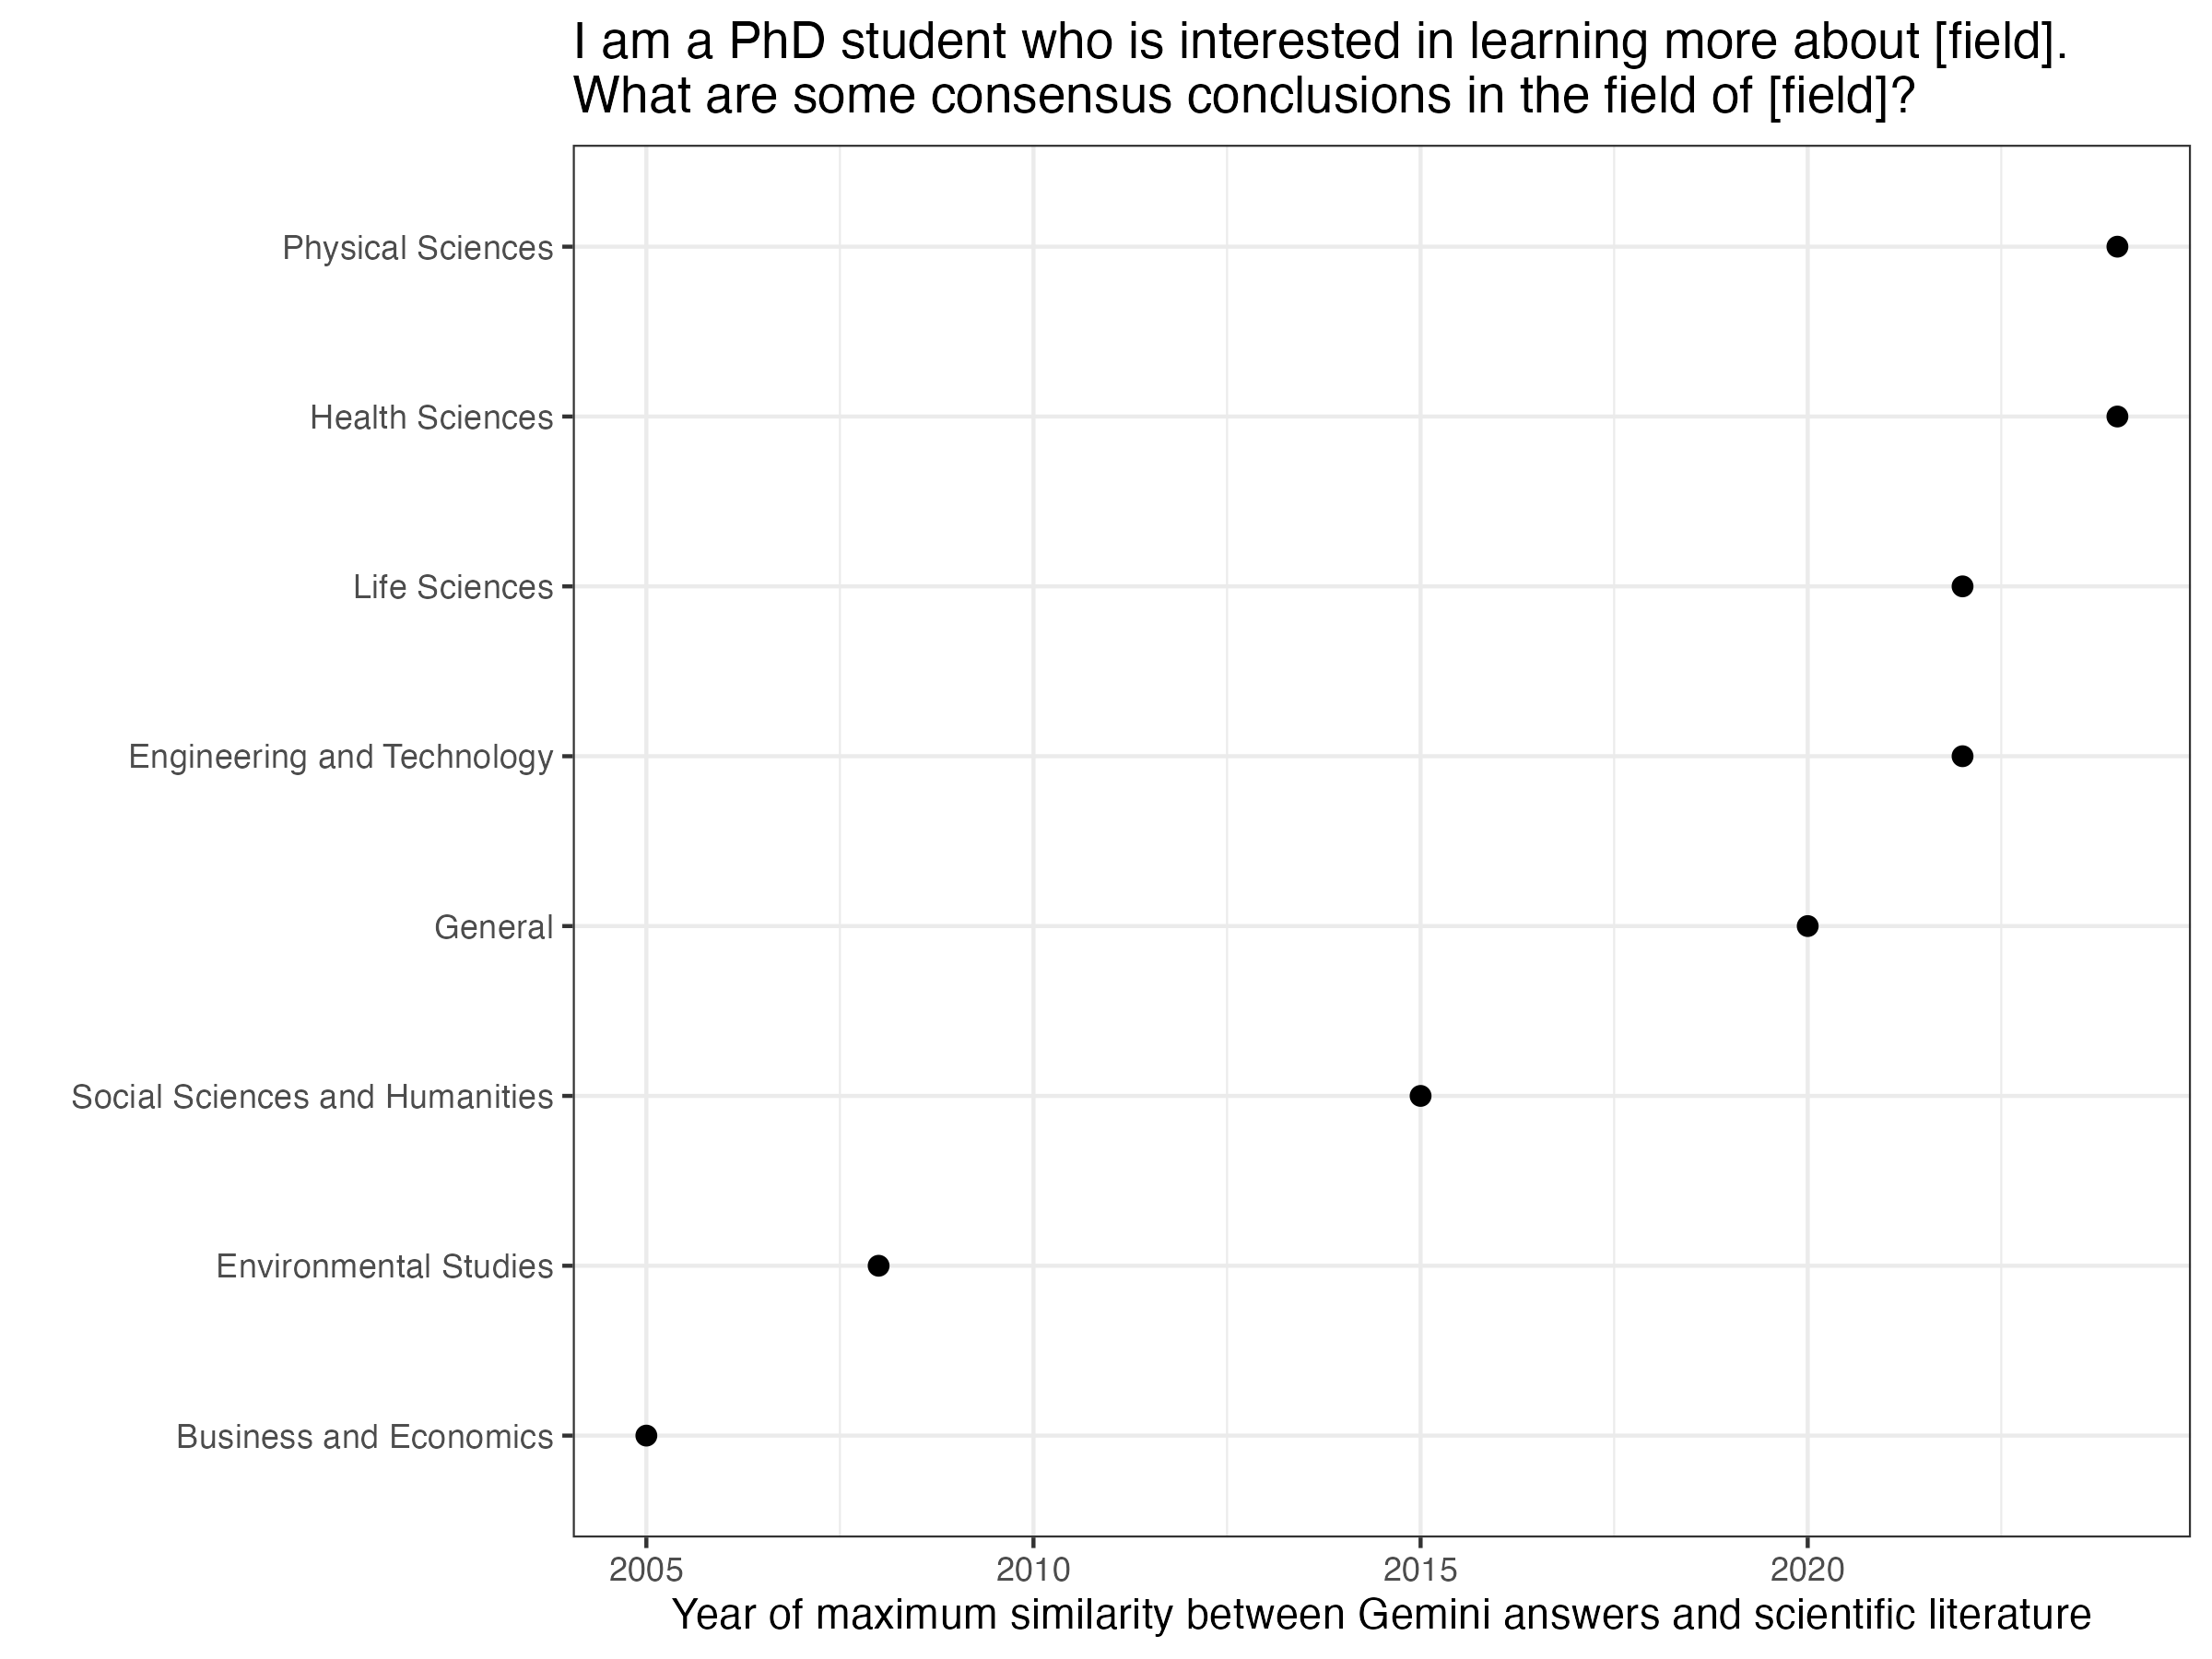 I am a PhD student who is interested in learning more about [field].
What are some consensus conclusions in the field of [field]?
Physical Sciences
Health Sciences
Life Sciences
Engineering and Technology
General
Social Sciences and Humanities
Environmental Studies
Business and Economics
2005 2010 2015 2020
Year of maximum similarity between Gemini answers and scientific literature